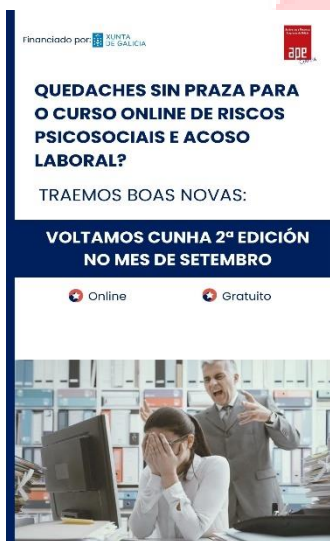 Financiado por:
XUNTA
DE GALICIA
ape
QUEDACHES SIN PRAZA PARA
O CURSO ONLINE DE RISCOS
PSICOSOCIAIS E ACOSO
LABORAL?
TRAEMOS BOAS NOVAS:
VOLTAMOS CUNHA 2ª EDICIÓN
NO MES DE SETEMBRO
Online
Gratuito